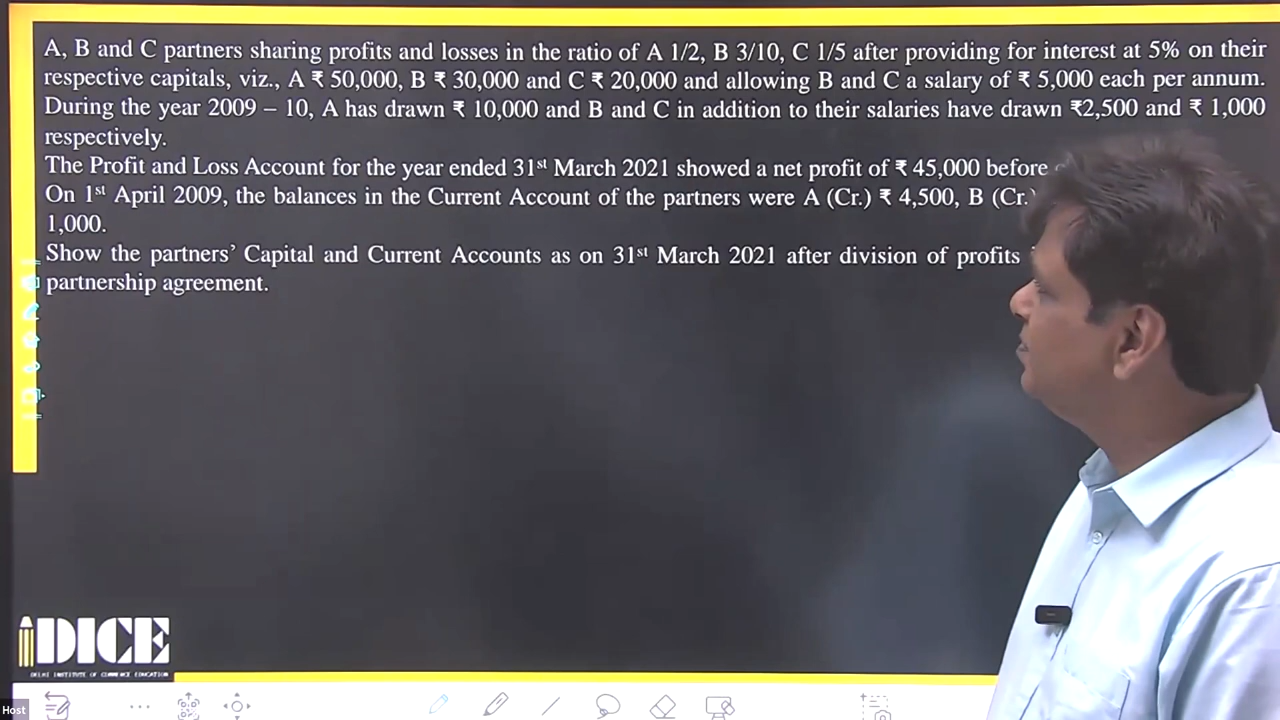 A, B and C partners sharing profits and losses in the ratio of A 1/2, B 3/10, C 1/5 after providing for interest at 5% on their
respective capitals, viz., A ₹ 50,000, B ₹ 30,000 and C ₹ 20,000 and allowing B and C a salary of ₹ 5,000 each per annum.
During the year 2009 – 10, A has drawn ₹ 10,000 and B and C in addition to their salaries have drawn ₹2,500 and ₹ 1,000
respectively.
The Profit and Loss Account for the year ended 31st March 2021 showed a net profit of ₹ 45,000 before
On 1st April 2009, the balances in the Current Account of the partners were A (Cr.) ₹ 4,500, B (Cr.
1,000.
Show the partners’ Capital and Current Accounts as on 31st March 2021 after division of profits
partnership agreement.
DICE
DELHI INSTITUTE OF COMMERCE EDUCATION
Host